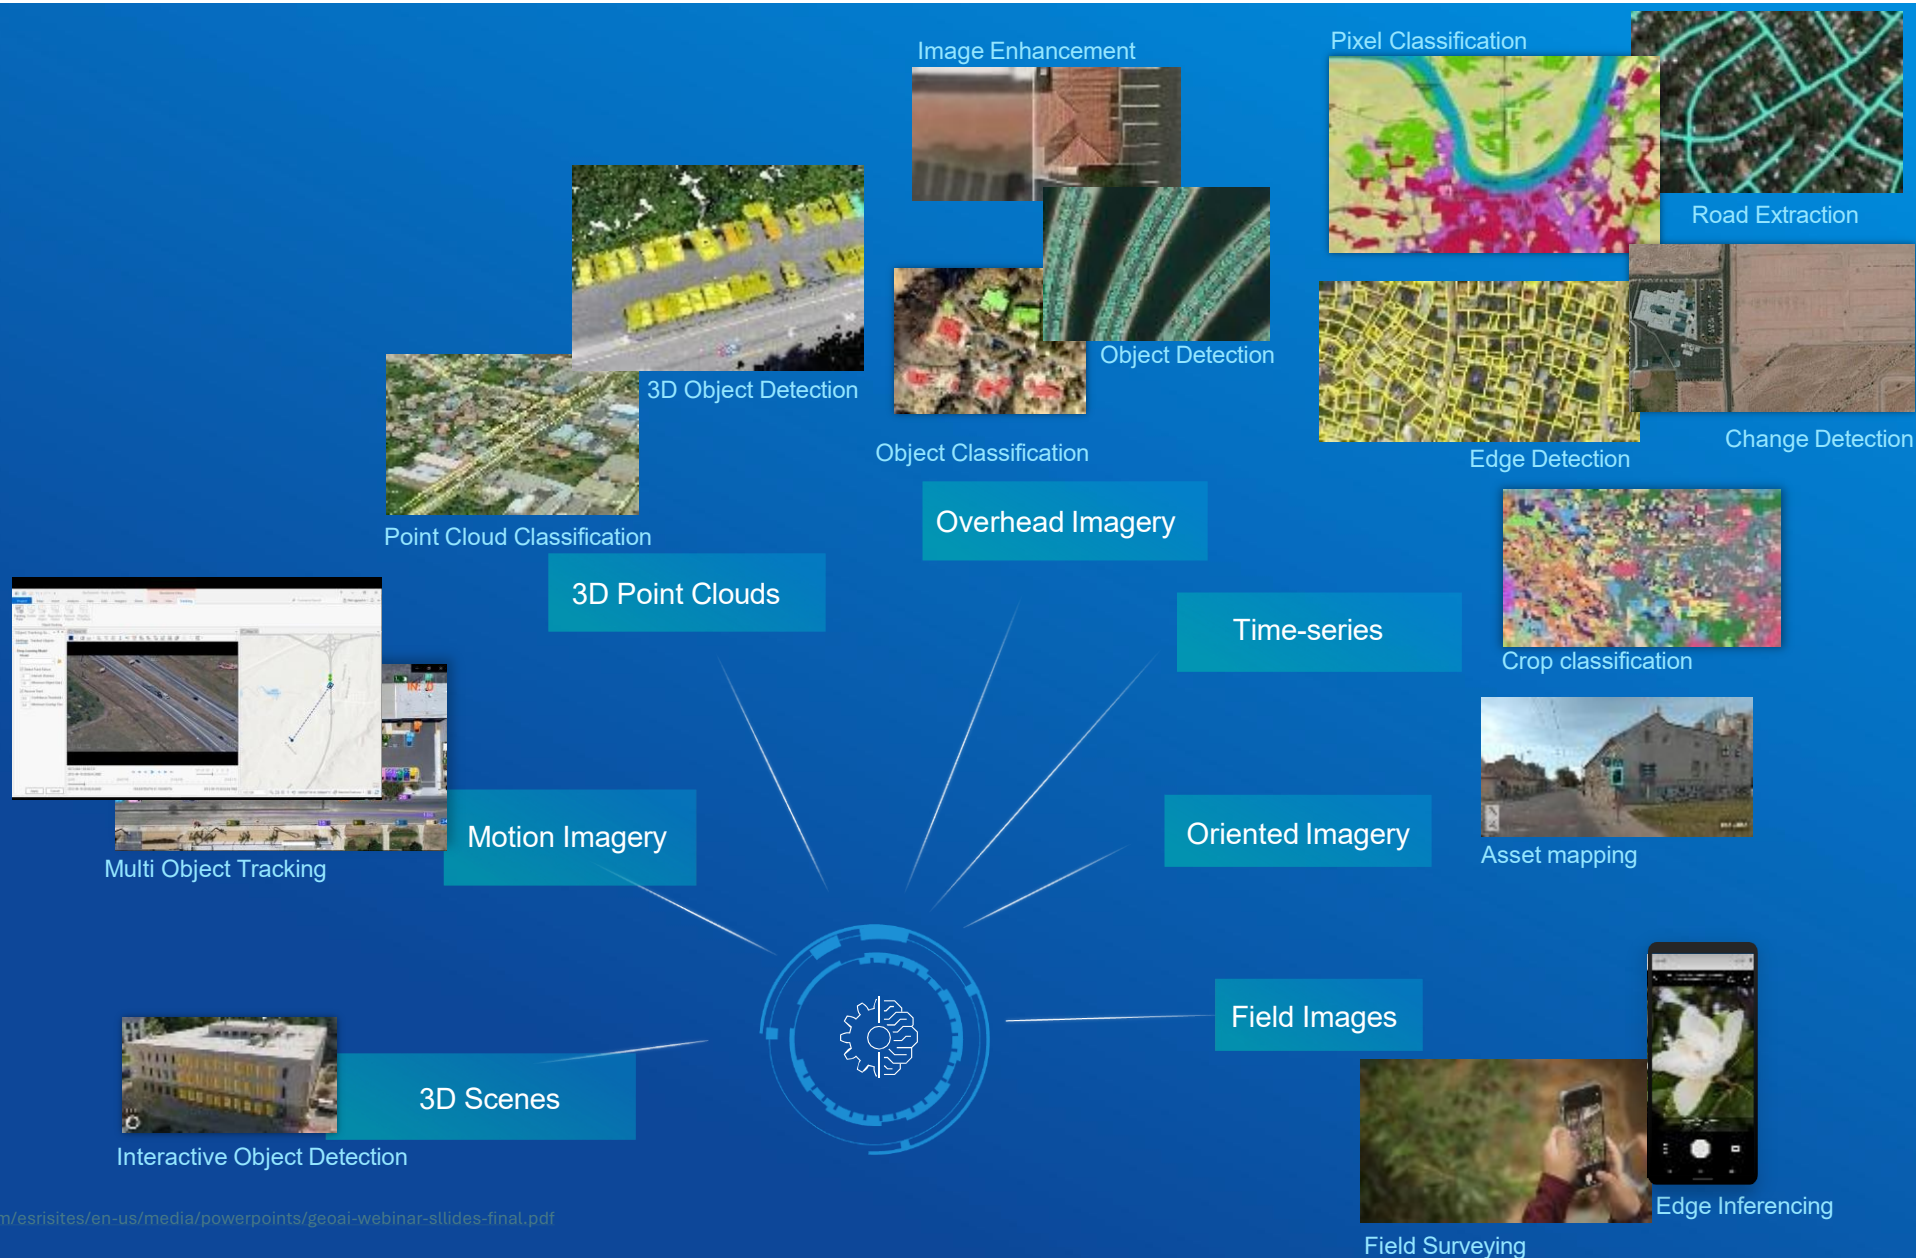 Image Enhancement
Pixel Classification
Road Extraction
Object Detection
3D Object Detection
Object Classification
Change Detection
Edge Detection
Point Cloud Classification
Overhead Imagery
3D Point Clouds
Time-series
Crop classification
Motion Imagery
Oriented Imagery
Asset mapping
Multi Object Tracking
Field Images
3D Scenes
Interactive Object Detection
Edge Inferencing
m/esrisites/en-us/media/powerpoints/geoai-webinar-sllides-final.pdf
Field Surveying